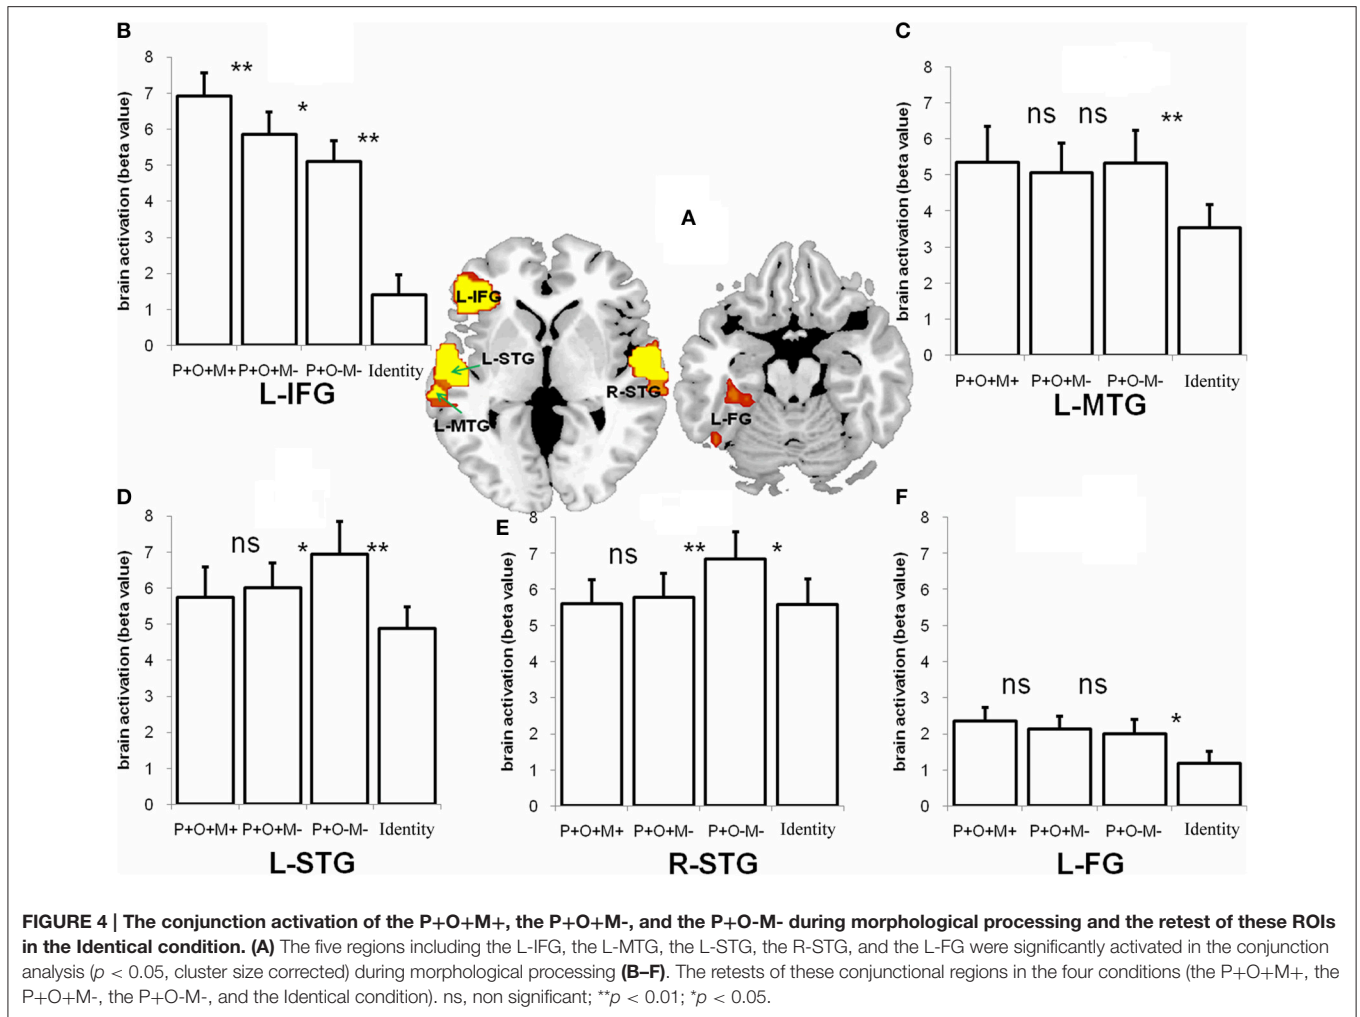 B
8
7
6
5
4
3
2
1
0
brain activation (beta value)
** * **
P+O+M+ P+O+M- P+O-M- Identity
L-IFG
C
8
7
6
5
4
3
2
1
0
brain activation (beta value)
ns ns **
P+O+M+ P+O+M- P+O-M- Identity
L-MTG
A
L-IFG
L-STG
L-MTG
R-STG
L-FG
D
8
7
6
5
4
3
2
1
0
brain activation (beta value)
ns * **
P+O+M+ P+O+M- P+O-M- Identity
L-STG
E
8
7
6
5
4
3
2
1
0
brain activation (beta value)
ns ** *
P+O+M+ P+O+M- P+O-M- Identity
R-STG
F
8
7
6
5
4
3
2
1
0
brain activation (beta value)
ns ns *
P+O+M+ P+O+M- P+O-M- Identity
L-FG
FIGURE 4 | The conjunction activation of the P+O+M+, the P+O+M-, and the P+O-M- during morphological processing and the retest of these ROIs
in the Identical condition. (A) The five regions including the L-IFG, the L-MTG, the L-STG, the R-STG, and the L-FG were significantly activated in the conjunction
analysis (p < 0.05, cluster size corrected) during morphological processing (B–F). The retests of these conjunctional regions in the four conditions (the P+O+M+, the
P+O+M-, the P+O-M-, and the Identical condition). ns, non significant; **p < 0.01; *p < 0.05.